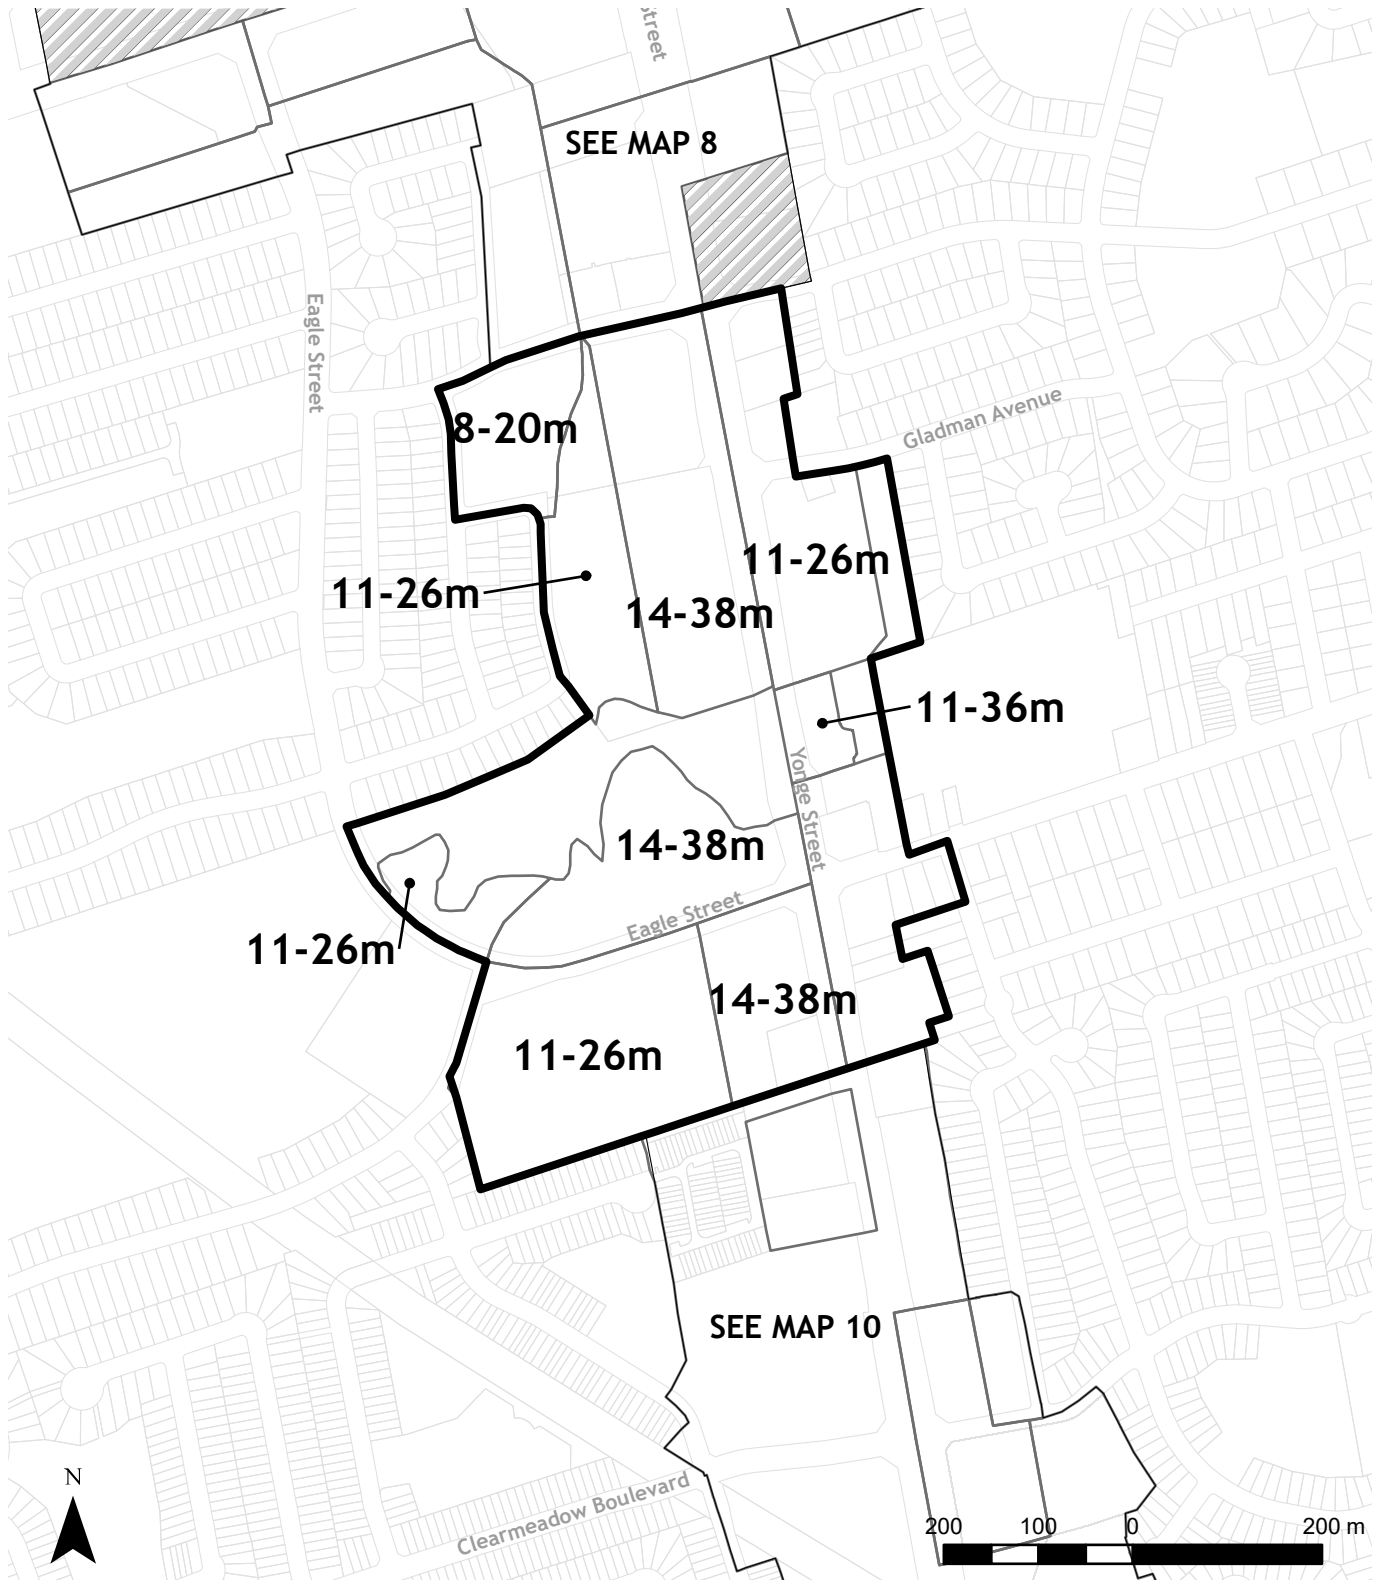 Street
SEE MAP 8
Eagle Street
Gladman Avenue
8-20m
11-26m
11-26m
14-38m
11-36m
Yonge Street
14-38m
Eagle Street
11-26m
14-38m
11-26m
SEE MAP 10
N
Clearmeadow Boulevard
200 100 0 200 m